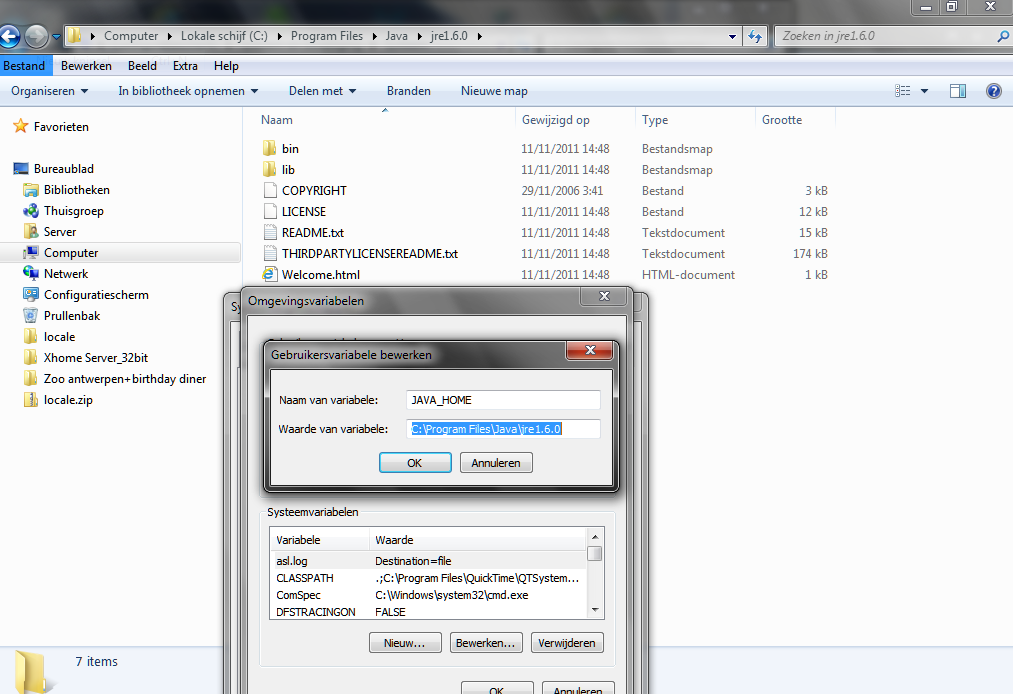 Computer Lokale schijf (C:) Program Files Java jre1.6.0
Zoeken in jre1.6.0
Bestand Bewerken Beeld Extra Help
Organiseren In bibliotheek opnemen Delen met Branden Nieuwe map
Favorieten
Bureaublad
Bibliotheken
Thuisgroep
Server
Computer
Netwerk
Configuratiescherm
Prullenbak
locale
Xhome Server_32bit
Zoo antwerpen+birthday diner
locale.zip
Naam Gewijzigd op Type Grootte
bin 11/11/2011 14:48 Bestandsmap
lib 11/11/2011 14:48 Bestandsmap
COPYRIGHT 29/11/2006 3:41 Bestand 3 kB
LICENSE 11/11/2011 14:48 Bestand 12 kB
README.txt 11/11/2011 14:48 Tekstdocument 15 kB
THIRDPARTYLICENSEREADME.txt 11/11/2011 14:48 Tekstdocument 174 kB
Welcome.html 11/11/2011 14:48 HTML-document 1 kB
Omgevingsvariabelen
Gebruikersvariabele bewerken
Naam van variabele: JAVA_HOME
Waarde van variabele: C:\Program Files\Java\jre1.6.0
OK Annuleren
Systeemvariabelen
Variabele Waarde
asl.log Destination=file
CLASSPATH .;C:\Program Files\QuickTime\QTSystem...
ComSpec C:\Windows\system32\cmd.exe
DFSTRACINGON FALSE
Nieuw... Bewerken... Verwijderen
OK Annuleren
7 items